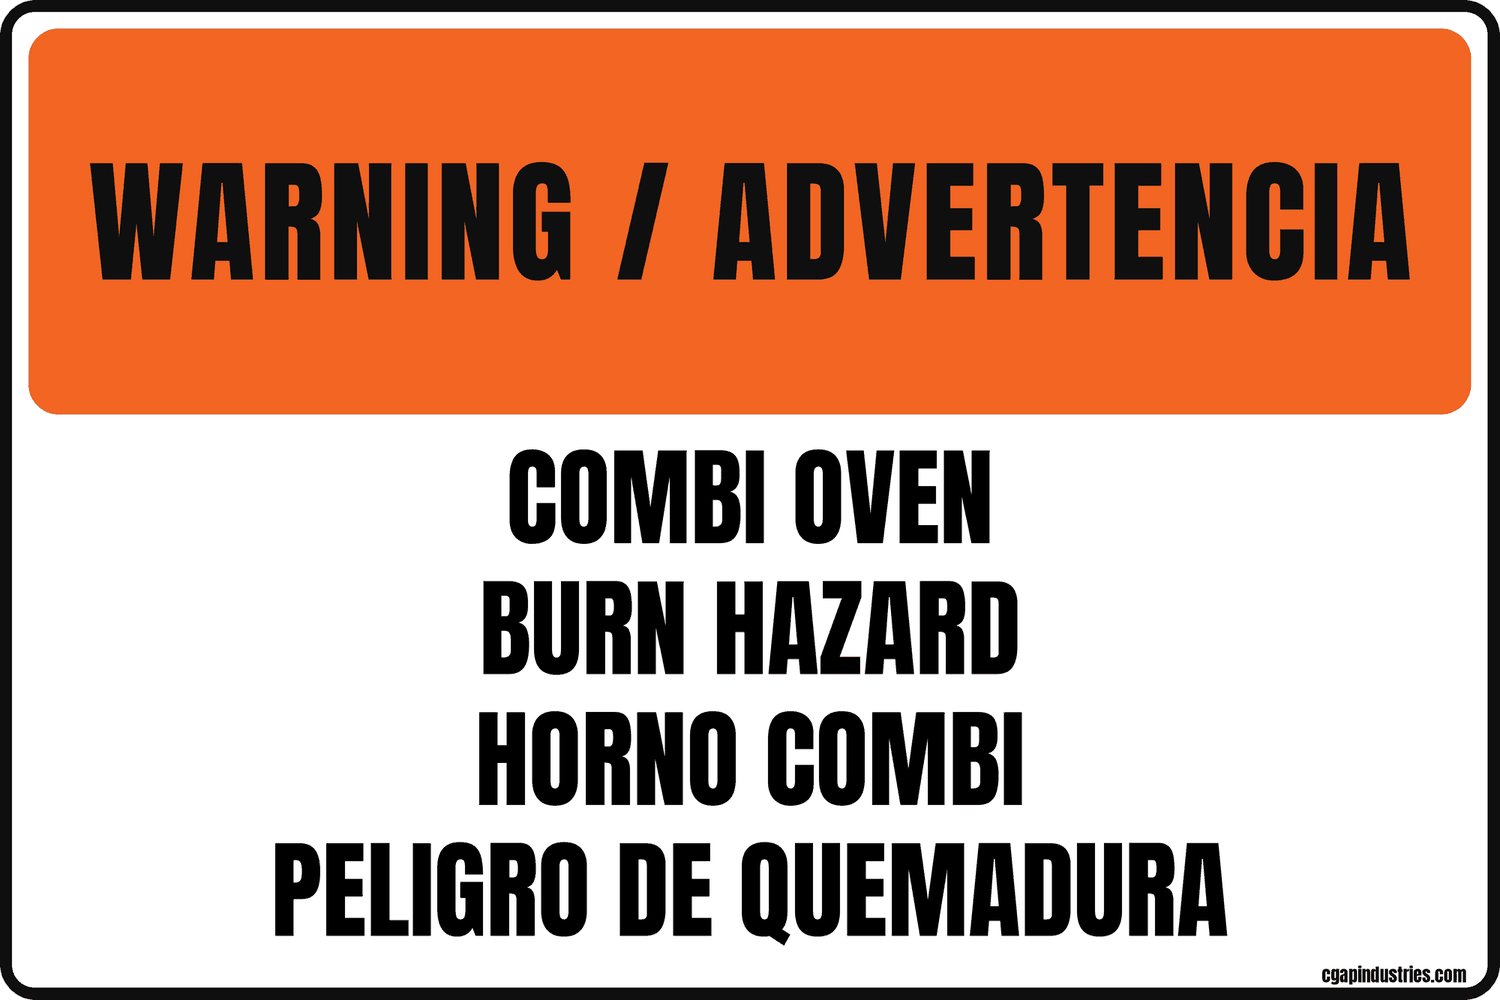 WARNING / ADVERTENCIA
COMBI OVEN
BURN HAZARD
HORNO COMBI
PELIGRO DE QUEMADURA
cgapindustries.com